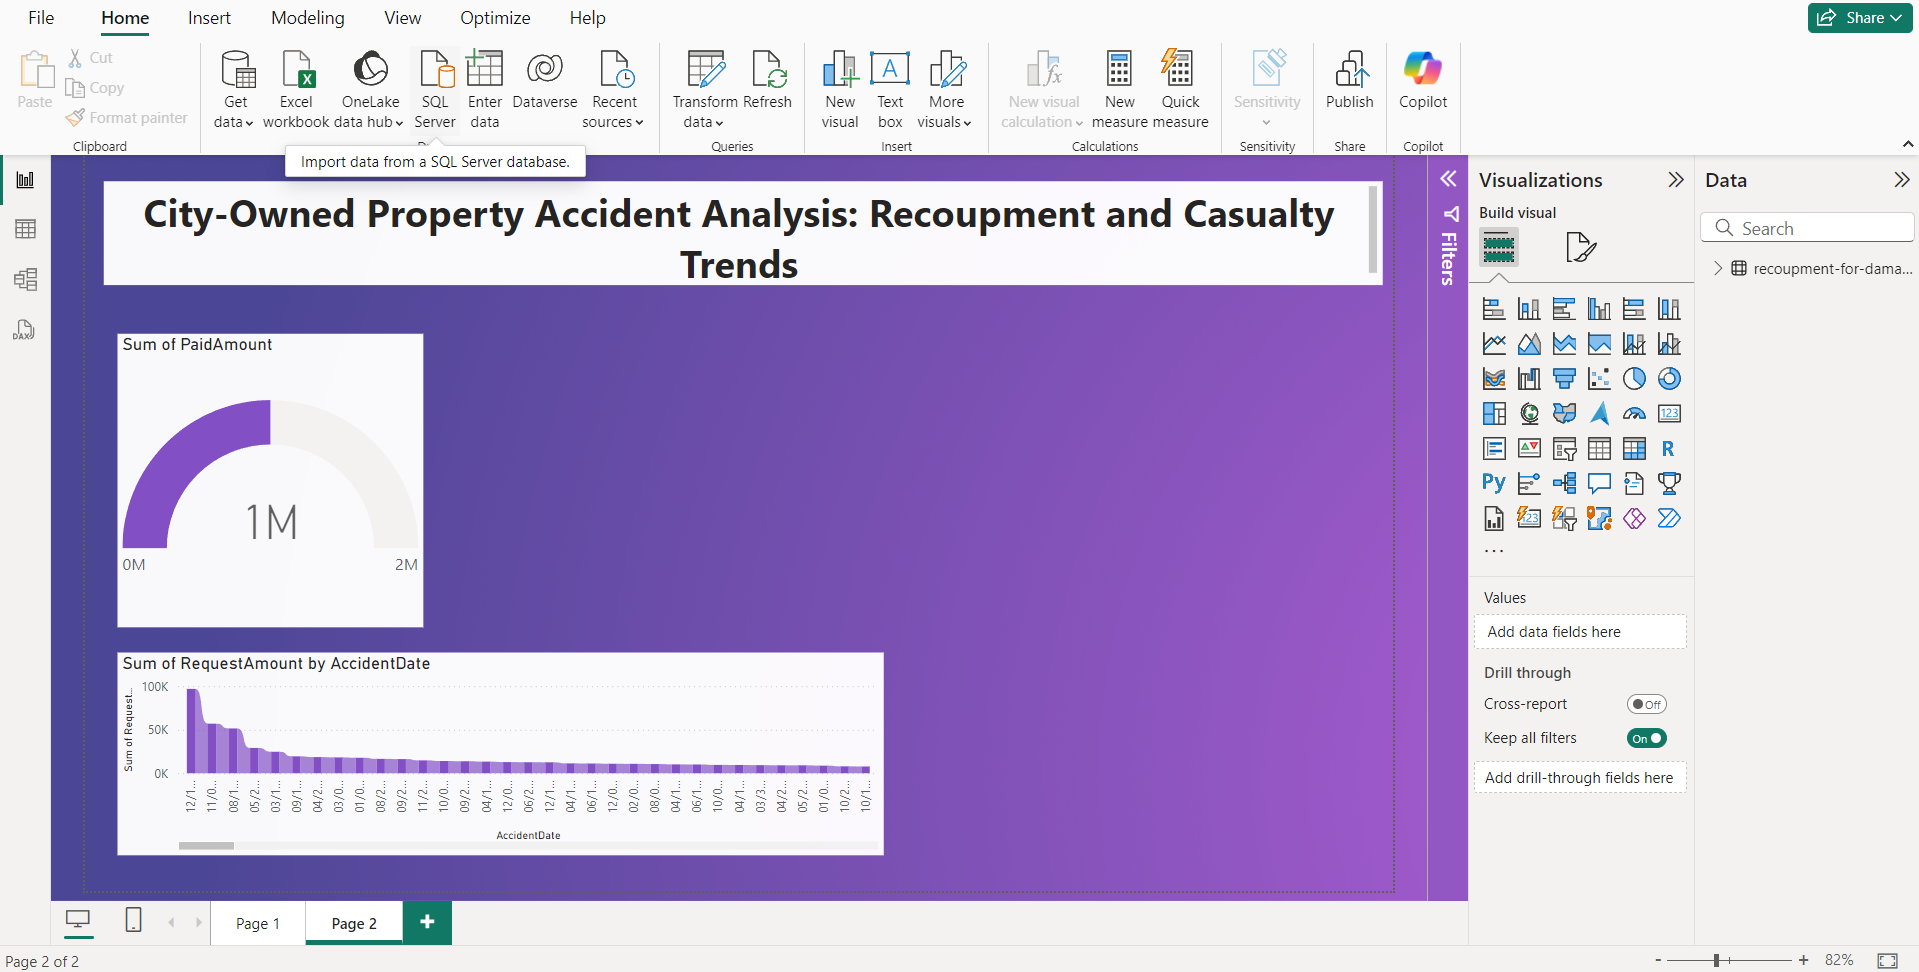 File Home Insert Modeling View Optimize Help Share
Paste
Cut
Copy
Format painter
Clipboard
Get data
Excel workbook
OneLake data hub
SQL Server
Enter data
Dataverse
Recent sources
Transform data
Refresh
Queries
New visual
Text box
More visuals
Insert
New visual calculation
New measure
Quick measure
Calculations
Sensitivity
Sensitivity
Publish
Share
Copilot
Copilot
Import data from a SQL Server database.
City-Owned Property Accident Analysis: Recoupment and Casualty
Trends
Sum of PaidAmount
1M
0M 2M
Sum of RequestAmount by AccidentDate
Sum of Request...
100K
50K
0K
12/1... 11/0... 08/1... 05/2... 03/1... 09/1... 04/2... 03/0... 01/0... 08/2... 09/2... 11/2... 10/0... 09/2... 04/1... 12/0... 06/2... 12/1... 04/1... 06/1... 12/0... 02/0... 08/0... 04/1... 06/1... 10/0... 04/1... 03/3... 04/2... 05/2... 01/0... 10/2... 10/1...
AccidentDate
Filters
Visualizations
Build visual
123
R
Py
123
...
Values
Add data fields here
Drill through
Cross-report Off
Keep all filters On
Add drill-through fields here
Data
Search
recoupment-for-dama...
DAX
Page 1 Page 2 +
Page 2 of 2
- + 82%